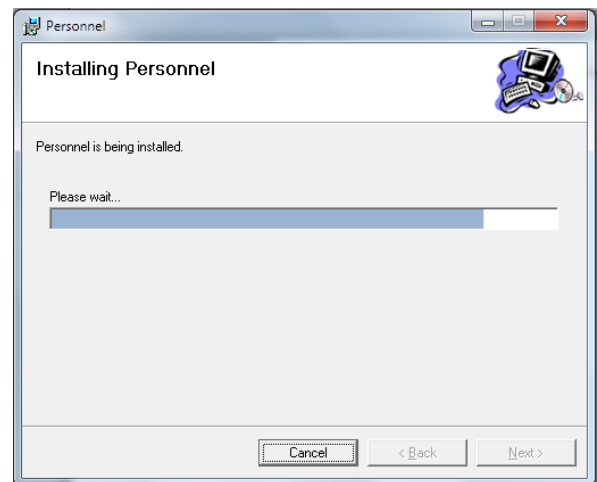 Personnel
Installing Personnel
Personnel is being installed.
Please wait...
Cancel
< Back
Next >